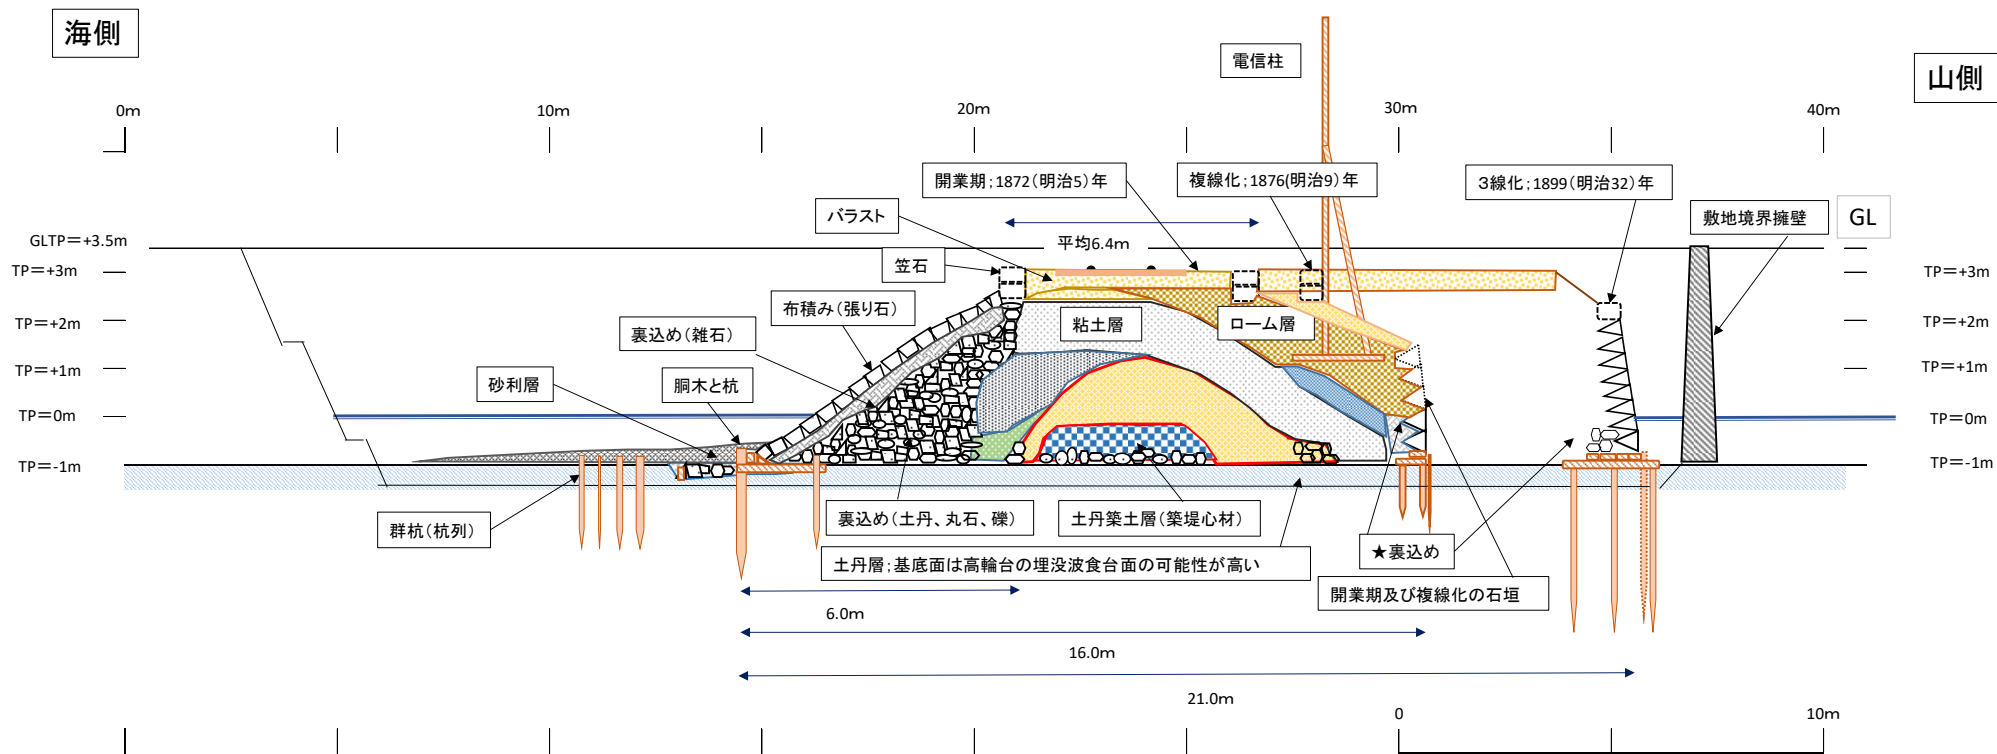 海側
電信柱
山側
0m
10m
20m
30m
40m
開業期;1872(明治5)年
複線化;1876(明治9)年
3線化;1899(明治32)年
バラスト
敷地境界擁壁
GL
GLTP=+3.5m
平均6.4m
笠石
TP=+3m
TP=+3m
布積み(張り石)
TP=+2m
裏込め(雑石)
粘土層
ローム層
TP=+2m
TP=+1m
砂利層
胴木と杭
TP=+1m
TP=0m
TP=0m
TP=-1m
TP=-1m
群杭(杭列)
裏込め(土丹、丸石、礫)
土丹築土層(築堤心材)
★裏込め
土丹層;基底面は高輪台の埋没波食台面の可能性が高い
開業期及び複線化の石垣
6.0m
16.0m
21.0m
0
10m